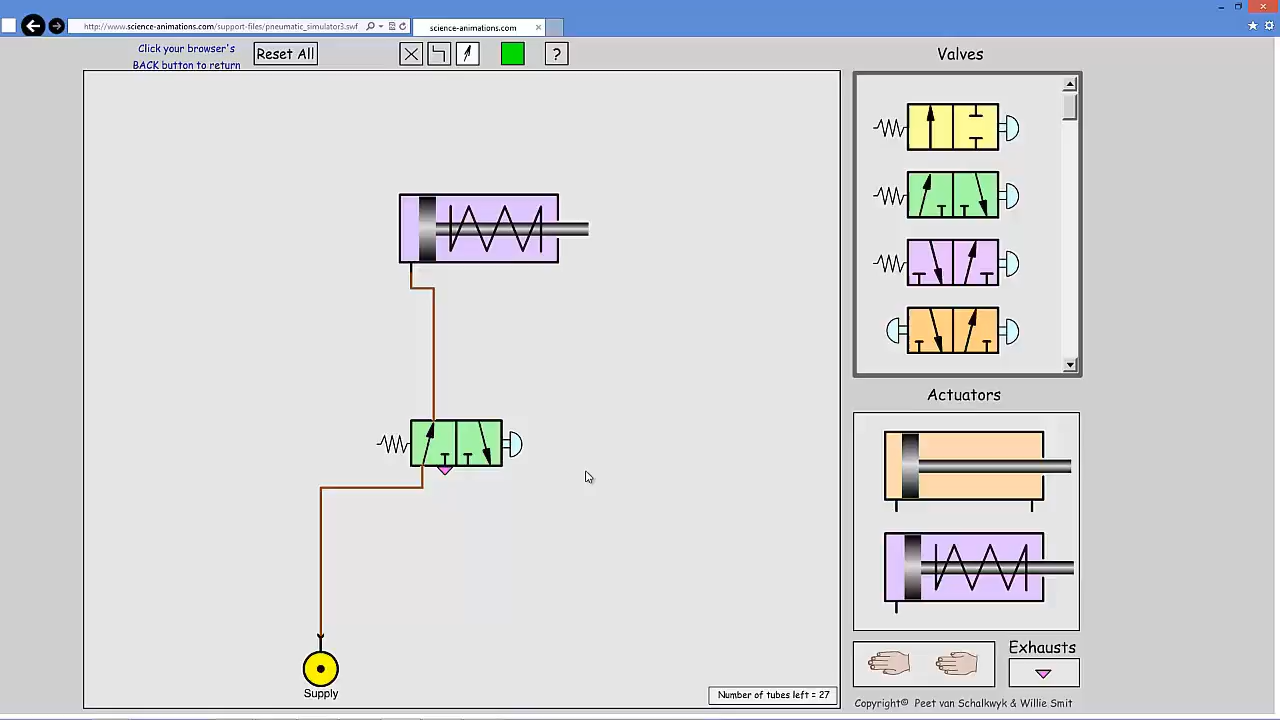 http://www.science-animations.com/support-files/pneumatic_simulator3.swf
science-animations.com
Click your browser's
BACK button to return
Reset All
?
Valves
Actuators
Supply
Number of tubes left = 27
Exhausts
Copyright© Peet van Schalkwyk & Willie Smit